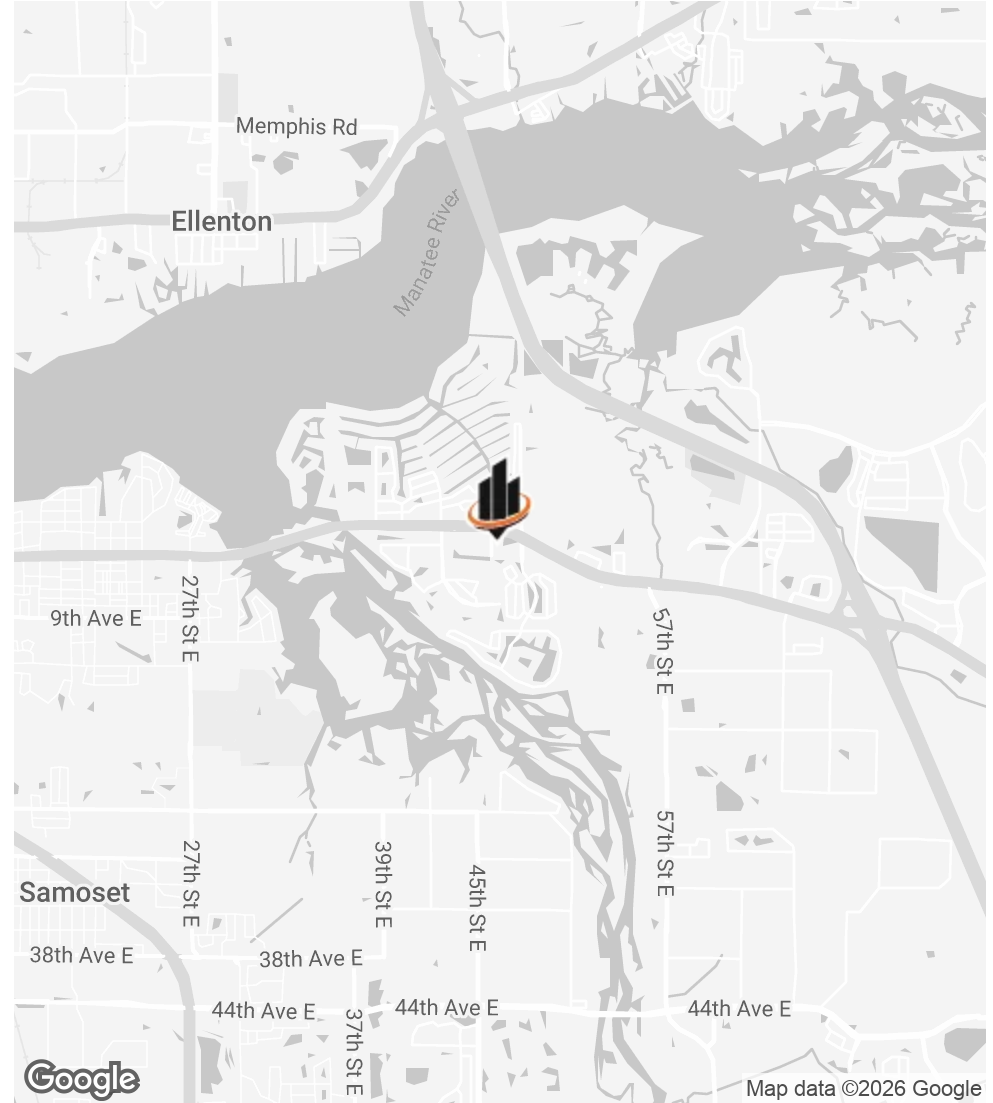 Memphis Rd
Ellenton
Manatee River
27th St E
9th Ave E
57th St E
57th St E
27th St E
39th St E
45th St E
Samoset
38th Ave E
38th Ave E
44th Ave E
44th Ave E
44th Ave E
37th St E
Google
Map data ©2026 Google